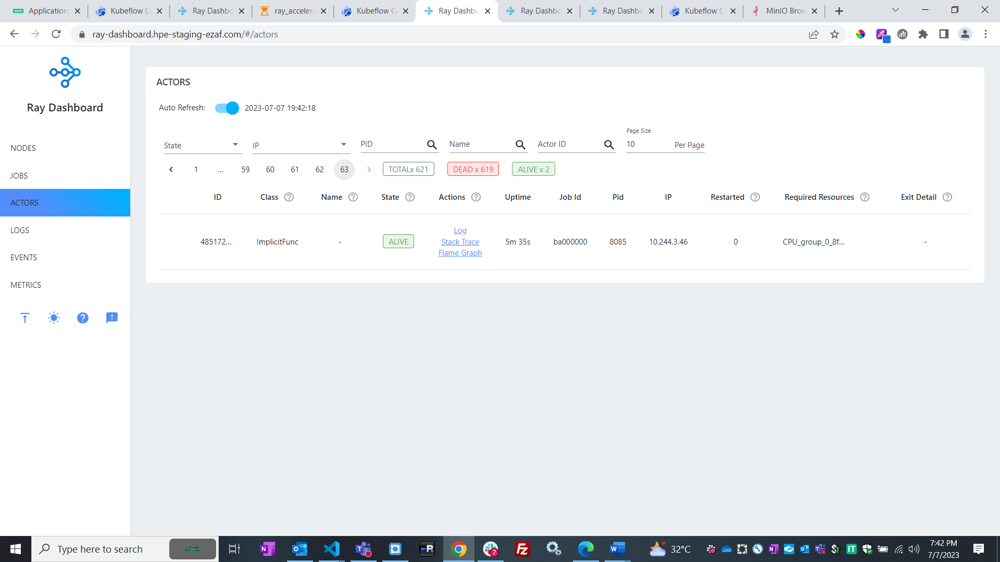 Application
Kubeflow C
Ray Dashbo
ray_accelera
Kubeflow C
Ray Dashbo
Ray Dashbo
Ray Dashbo
Kubeflow C
MinIO Brow
ray-dashboard.hpe-staging-ezaf.com/#/actors
Ray Dashboard
NODES
JOBS
ACTORS
LOGS
EVENTS
METRICS
ACTORS
Auto Refresh: 2023-07-07 19:42:18
Page Size
State IP PID Name Actor ID 10 Per Page
1 ... 59 60 61 62 63 TOTALx 621 DEAD x 619 ALIVE x 2
ID Class Name State Actions Uptime Job Id Pid IP Restarted Required Resources Exit Detail
Log
485172... ImplicitFunc - ALIVE Stack Trace 5m 35s ba000000 8085 10.244.3.46 0 CPU_group_0_8f... -
Flame Graph
Type here to search
mR
7
32°C
IT
7:42 PM
7/7/2023